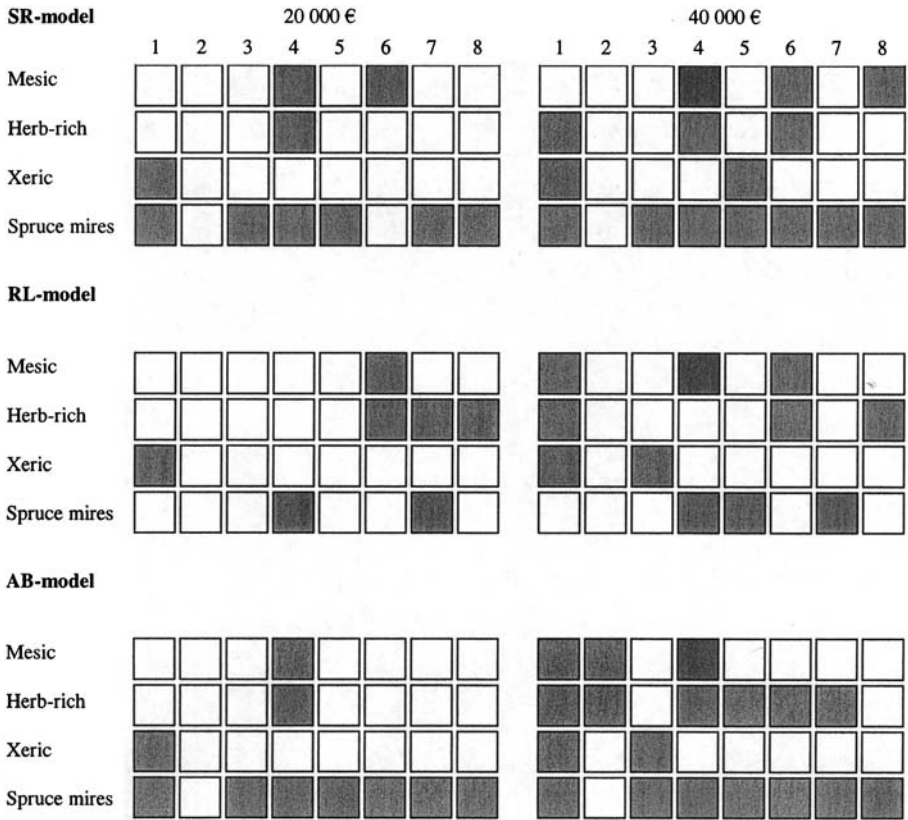 SR-model 20 000 € 40 000 €
1 2 3 4 5 6 7 8 1 2 3 4 5 6 7 8
Mesic
Herb-rich
Xeric
Spruce mires
RL-model
Mesic
Herb-rich
Xeric
Spruce mires
AB-model
Mesic
Herb-rich
Xeric
Spruce mires